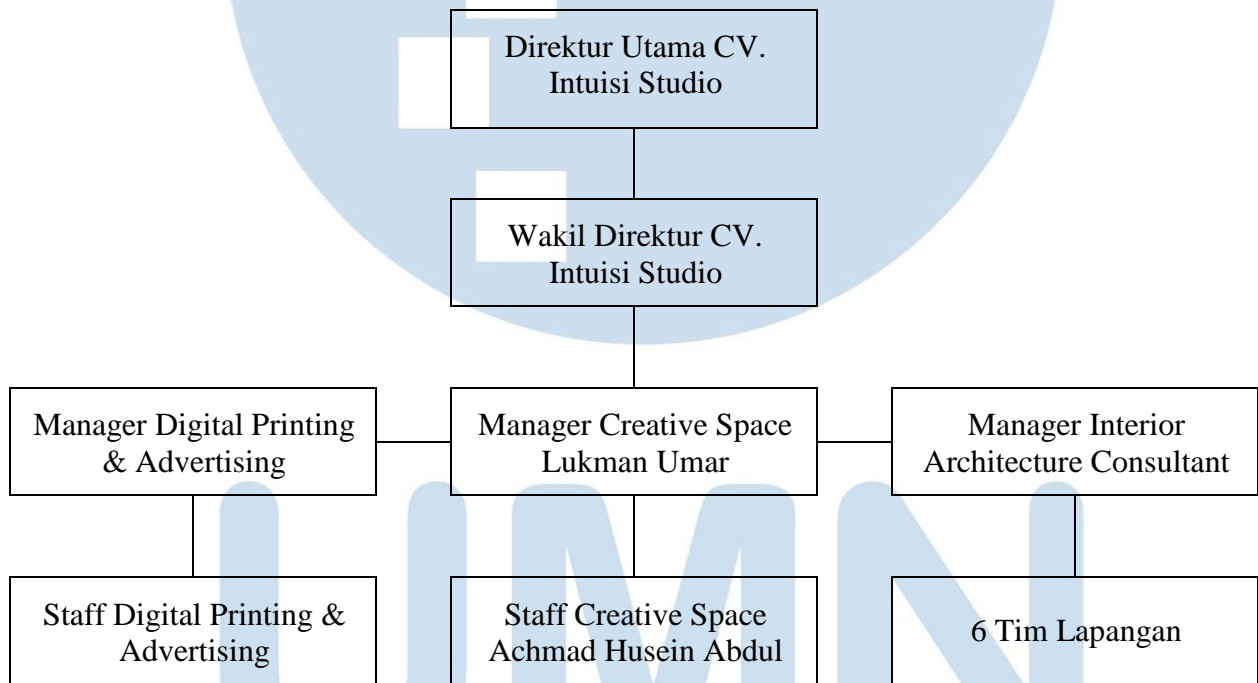 Direktur Utama CV.
Intuisi Studio
Wakil Direktur CV.
Intuisi Studio
Manager Digital Printing
& Advertising
Manager Creative Space
Lukman Umar
Manager Interior
Architecture Consultant
Staff Digital Printing &
Advertising
Staff Creative Space
Achmad Husein Abdul
6 Tim Lapangan
UMN